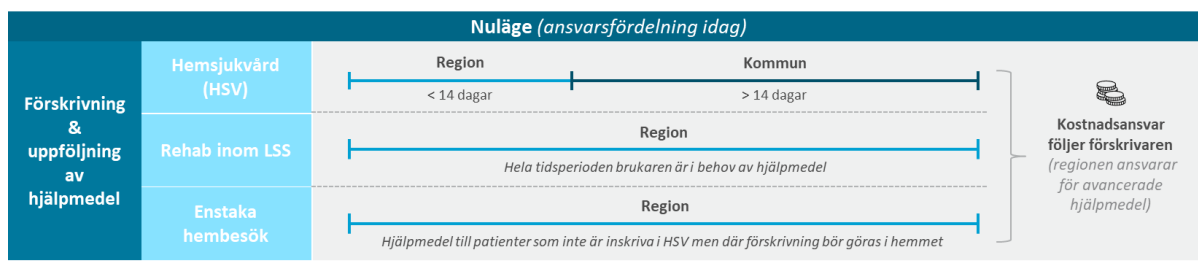 Nuläge (ansvarsfördelning idag)
Förskrivning
&
uppföljning
av
hjälpmedel
Hemsjukvård
(HSV)
Region
Kommun
< 14 dagar
> 14 dagar
Rehab inom LSS
Region
Hela tidsperioden brukaren är i behov av hjälpmedel
Enstaka
hembesök
Region
Hjälpmedel till patienter som inte är inskriva i HSV men där förskrivning bör göras i hemmet
Kostnadsansvar
följer förskrivaren
(regionen ansvarar
för avancerade
hjälpmedel)